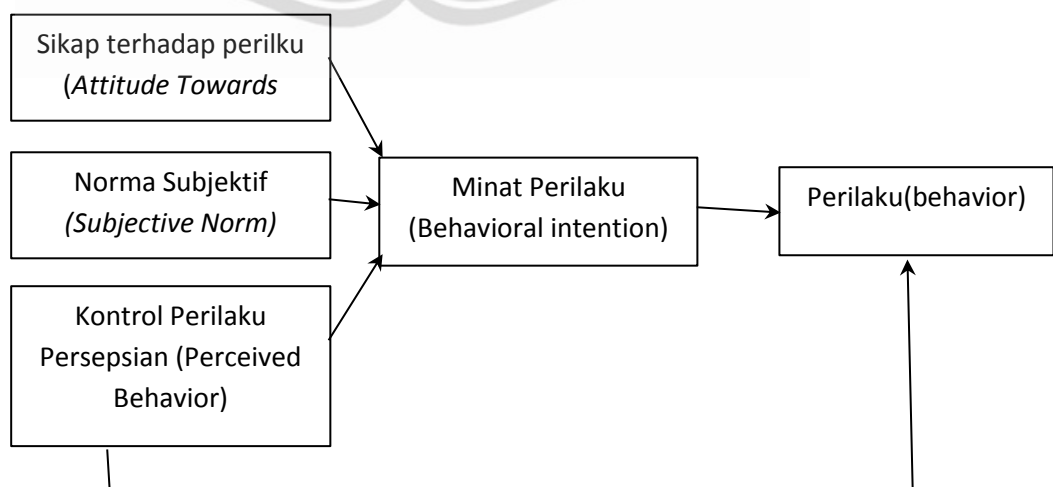 Sikap terhadap perilku
(Attitude Towards
Norma Subjektif
(Subjective Norm)
Kontrol Perilaku
Persepsian (Perceived
Behavior)
Minat Perilaku
(Behavioral intention)
Perilaku(behavior)